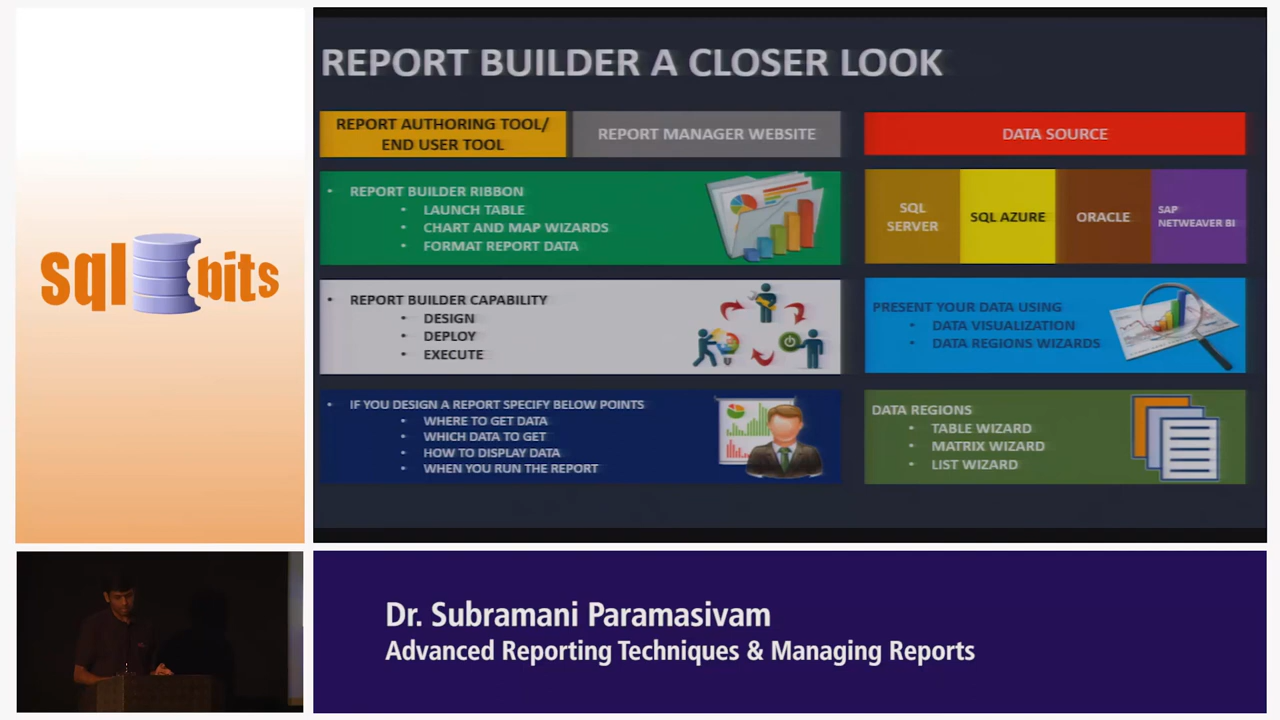 sql bits
REPORT BUILDER A CLOSER LOOK
REPORT AUTHORING TOOL/
END USER TOOL
REPORT MANAGER WEBSITE
DATA SOURCE
• REPORT BUILDER RIBBON
• LAUNCH TABLE
• CHART AND MAP WIZARDS
• FORMAT REPORT DATA
SQL
SERVER
SQL AZURE
ORACLE
SAP
NETWEAVER BI
• REPORT BUILDER CAPABILITY
• DESIGN
• DEPLOY
• EXECUTE
PRESENT YOUR DATA USING
• DATA VISUALIZATION
• DATA REGIONS WIZARDS
• IF YOU DESIGN A REPORT SPECIFY BELOW POINTS
• WHERE TO GET DATA
• WHICH DATA TO GET
• HOW TO DISPLAY DATA
• WHEN YOU RUN THE REPORT
DATA REGIONS
• TABLE WIZARD
• MATRIX WIZARD
• LIST WIZARD
Dr. Subramani Paramasivam
Advanced Reporting Techniques & Managing Reports